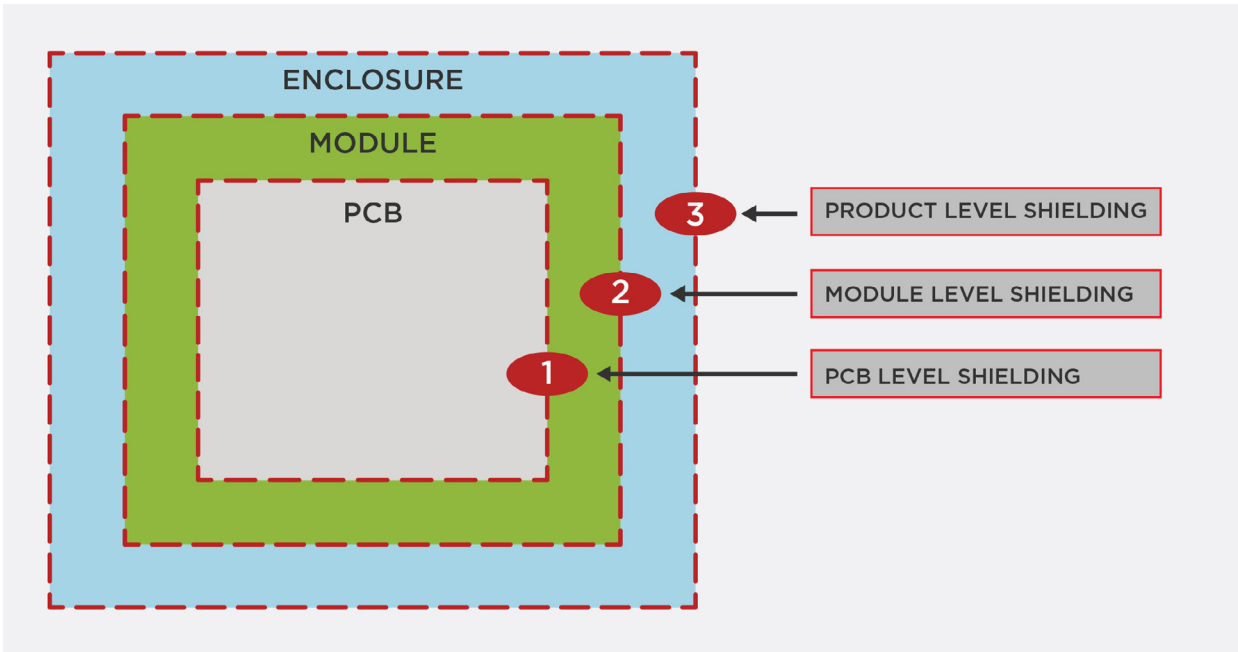 ENCLOSURE
MODULE
PCB
3
PRODUCT LEVEL SHIELDING
2
MODULE LEVEL SHIELDING
1
PCB LEVEL SHIELDING